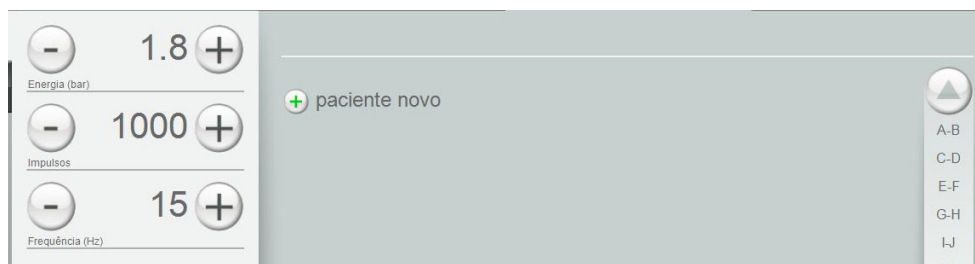 1.8
Energia (bar)
1000
Impulsos
15
Frequência (Hz)
paciente novo
A-B
C-D
E-F
G-H
I-J